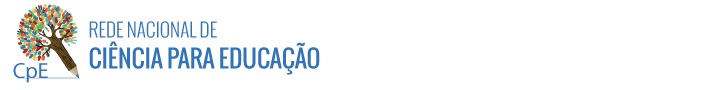 REDE NACIONAL DE
CIÊNCIA PARA EDUCAÇÃO
CpE